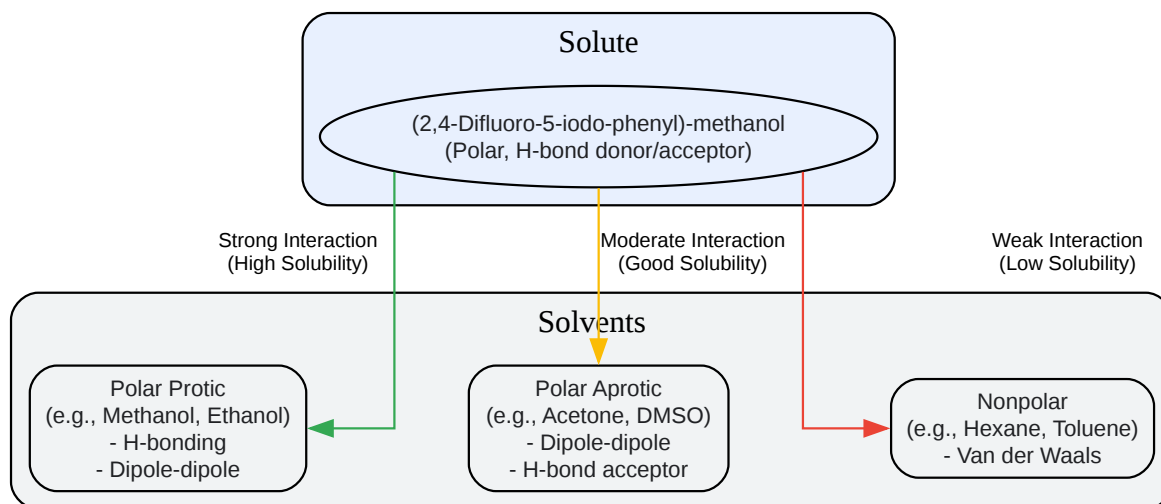 Solute
(2,4-Difluoro-5-iodo-phenyl)-methanol
(Polar, H-bond donor/acceptor)
Strong Interaction
(High Solubility)
Moderate Interaction
(Good Solubility)
Weak Interaction
(Low Solubility)
Solvents
Polar Protic
(e.g., Methanol, Ethanol)
- H-bonding
- Dipole-dipole
Polar Aprotic
(e.g., Acetone, DMSO)
- Dipole-dipole
- H-bond acceptor
Nonpolar
(e.g., Hexane, Toluene)
- Van der Waals